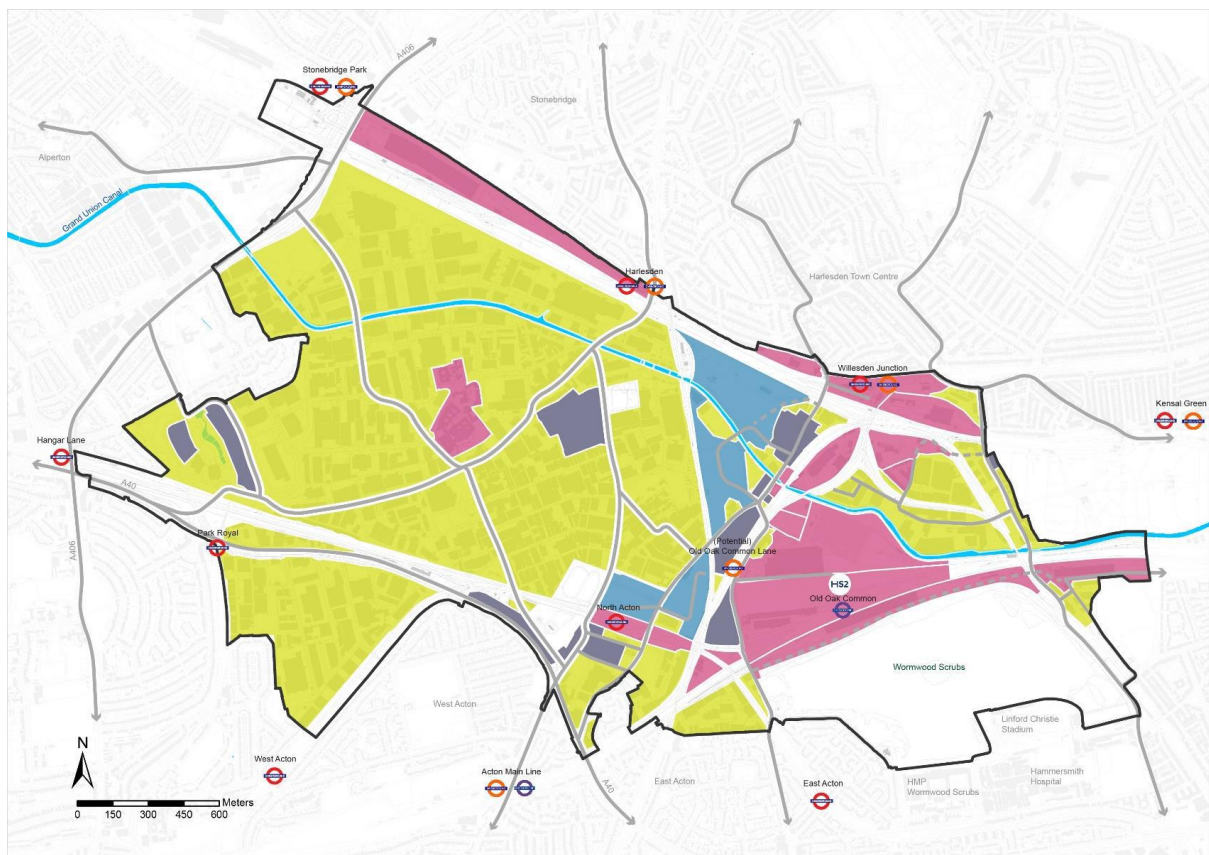 A406
Stonebridge Park
Stonebridge
Alperton
Grand Union Canal
Harlesden
Harlesden Town Centre
Willesden Junction
Kensal Green
Hangar Lane
A40
A406
Park Royal
(Potential)
Old Oak Common Lane
HS2
Old Oak Common
North Acton
Wormwood Scrubs
West Acton
Linford Christie
Stadium
N
West Acton
Acton Main Line
A40
East Acton
East Acton
HMP
Wormwood Scrubs
Hammersmith
Hospital
Meters
0 150 300 450 600